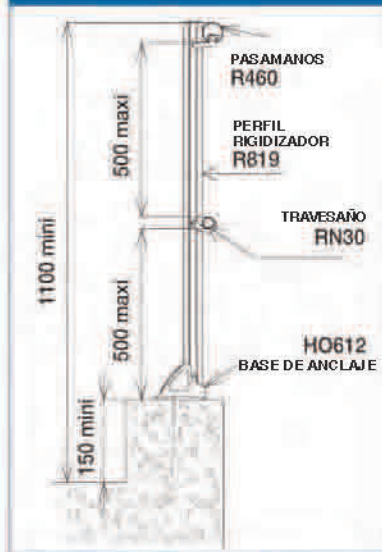 PASAMANOS
R460
PERFIL
RIGIDIZADOR
R819
TRAVESAÑO
RN30
HO612
BASE DE ANCLAJE
1100 mini
500 maxi
500 maxi
150 mini